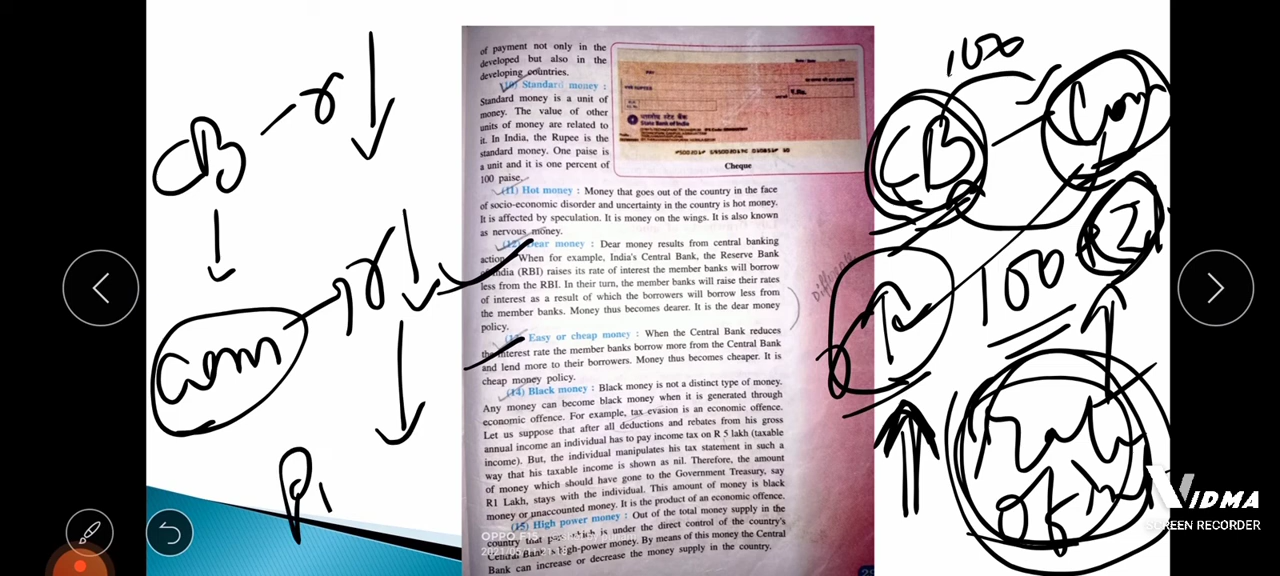 of payment not only in the
developed but also in the
developing countries.
(10) Standard money :
Standard money is a unit of
money. The value of other
units of money are related to
it. In India, the Rupee is the
standard money. One paise is
a unit and it is one percent of
100 paise.
भारतीय स्टेट बैंक
State Bank of India
Cheque
(11) Hot money : Money that goes out of the country in the face
of socio-economic disorder and uncertainty in the country is hot money.
It is affected by speculation. It is money on the wings. It is also known
as nervous money.
(12) Dear money : Dear money results from central banking
action. When for example, India's Central Bank, the Reserve Bank
of India (RBI) raises its rate of interest the member banks will borrow
less from the RBI. In their turn, the member banks will raise their rates
of interest as a result of which the borrowers will borrow less from
the member banks. Money thus becomes dearer. It is the dear money
policy.
Easy or cheap money : When the Central Bank reduces
the interest rate the member banks borrow more from the Central Bank
and lend more to their borrowers. Money thus becomes cheaper. It is
cheap money policy.
(14) Black money : Black money is not a distinct type of money.
Any money can become black money when it is generated through
economic offence. For example, tax evasion is an economic offence.
Let us suppose that after all deductions and rebates from his gross
annual income an individual has to pay income tax on R 5 lakh (taxable
income). But, the individual manipulates his tax statement in such a
way that his taxable income is shown as nil. Therefore, the amount
of money which should have gone to the Government Treasury, say
R1 Lakh, stays with the individual. This amount of money is black
money or unaccounted money. It is the product of an economic offence.
(15) High power money : Out of the total money supply in the
country that part which is under the direct control of the country's
Central Bank is high-power money. By means of this money the Central
Bank can increase or decrease the money supply in the country.
CB - r
com r
100
CB
Com
100
VIDMA
SCREEN RECORDER